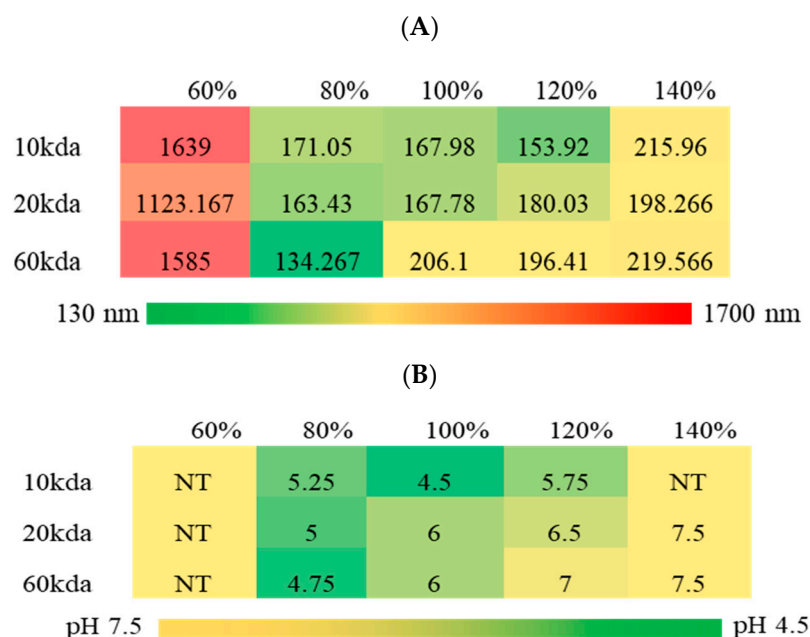 (A)
60% 80% 100% 120% 140%
10kda 1639 171.05 167.98 153.92 215.96
20kda 1123.167 163.43 167.78 180.03 198.266
60kda 1585 134.267 206.1 196.41 219.566
130 nm 1700 nm
(B)
60% 80% 100% 120% 140%
10kda NT 5.25 4.5 5.75 NT
20kda NT 5 6 6.5 7.5
60kda NT 4.75 6 7 7.5
pH 7.5 pH 4.5